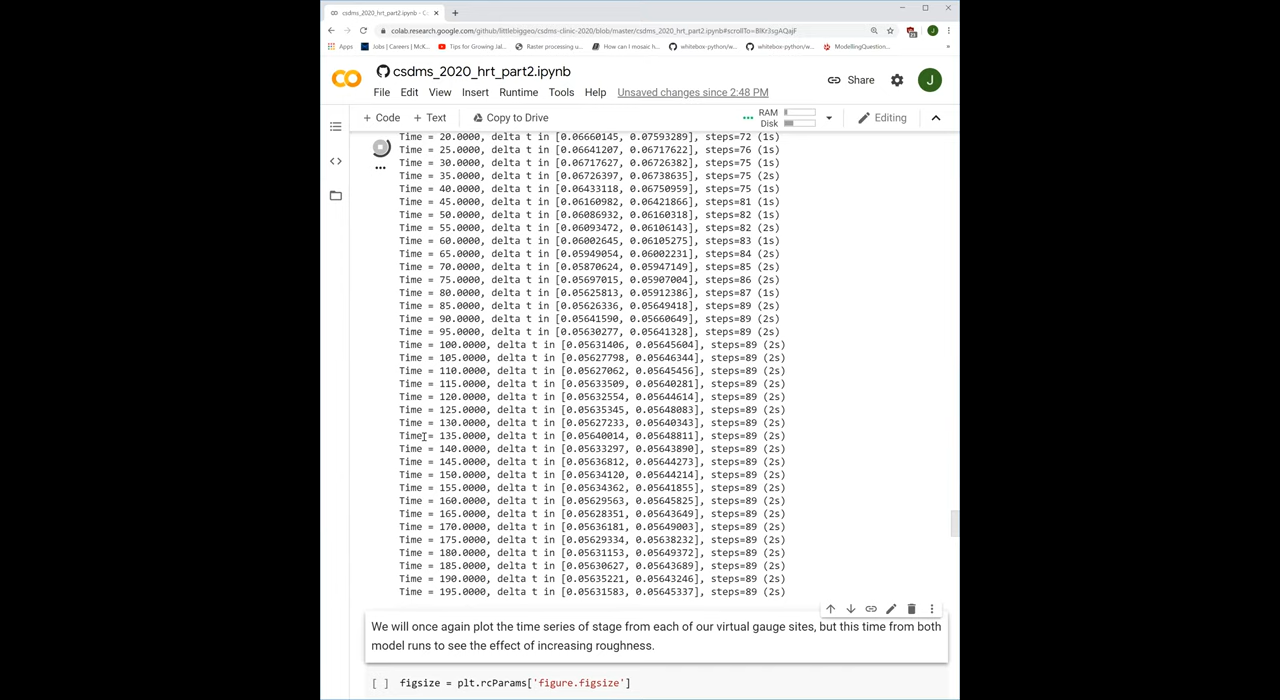 csdms_2020_hrt_part2.ipynb - C
colab.research.google.com/github/littlebiggeo/csdms-clinic-2020/blob/master/csdms_2020_hrt_part2.ipynb#scrollTo=BlKrJsgAQajF
Apps Jobs | Careers | McK... Tips for Growing Jal... Raster processing u... How can I mosaic h... whitebox-python/w... whitebox-python/w... ModellingQuestion...
csdms_2020_hrt_part2.ipynb
Share
J
File Edit View Insert Runtime Tools Help Unsaved changes since 2:48 PM
+ Code + Text Copy to Drive RAM Disk Editing
Time = 20.0000, delta t in [0.06660145, 0.07593289], steps=72 (1s)
Time = 25.0000, delta t in [0.06641207, 0.06717622], steps=76 (1s)
Time = 30.0000, delta t in [0.06717627, 0.06726382], steps=75 (1s)
Time = 35.0000, delta t in [0.06726397, 0.06738635], steps=75 (2s)
Time = 40.0000, delta t in [0.06433118, 0.06750959], steps=75 (1s)
Time = 45.0000, delta t in [0.06160982, 0.06421866], steps=81 (1s)
Time = 50.0000, delta t in [0.06086932, 0.06160318], steps=82 (1s)
Time = 55.0000, delta t in [0.06093472, 0.06106143], steps=82 (2s)
Time = 60.0000, delta t in [0.06002645, 0.06105275], steps=83 (1s)
Time = 65.0000, delta t in [0.05949054, 0.06002231], steps=84 (2s)
Time = 70.0000, delta t in [0.05870624, 0.05947149], steps=85 (2s)
Time = 75.0000, delta t in [0.05697015, 0.05907004], steps=86 (2s)
Time = 80.0000, delta t in [0.05625813, 0.05912386], steps=87 (1s)
Time = 85.0000, delta t in [0.05626336, 0.05649418], steps=89 (2s)
Time = 90.0000, delta t in [0.05641590, 0.05660649], steps=89 (2s)
Time = 95.0000, delta t in [0.05630277, 0.05641328], steps=89 (2s)
Time = 100.0000, delta t in [0.05631406, 0.05645604], steps=89 (2s)
Time = 105.0000, delta t in [0.05627798, 0.05646344], steps=89 (2s)
Time = 110.0000, delta t in [0.05627062, 0.05645456], steps=89 (2s)
Time = 115.0000, delta t in [0.05633509, 0.05640281], steps=89 (2s)
Time = 120.0000, delta t in [0.05632554, 0.05644614], steps=89 (2s)
Time = 125.0000, delta t in [0.05635345, 0.05648083], steps=89 (2s)
Time = 130.0000, delta t in [0.05627233, 0.05640343], steps=89 (2s)
Time = 135.0000, delta t in [0.05640014, 0.05648811], steps=89 (2s)
Time = 140.0000, delta t in [0.05633297, 0.05643890], steps=89 (2s)
Time = 145.0000, delta t in [0.05636812, 0.05644273], steps=89 (2s)
Time = 150.0000, delta t in [0.05634120, 0.05644214], steps=89 (2s)
Time = 155.0000, delta t in [0.05634362, 0.05641855], steps=89 (2s)
Time = 160.0000, delta t in [0.05629563, 0.05645825], steps=89 (2s)
Time = 165.0000, delta t in [0.05628351, 0.05643649], steps=89 (2s)
Time = 170.0000, delta t in [0.05636181, 0.05649003], steps=89 (2s)
Time = 175.0000, delta t in [0.05629334, 0.05638232], steps=89 (2s)
Time = 180.0000, delta t in [0.05631153, 0.05649372], steps=89 (2s)
Time = 185.0000, delta t in [0.05630627, 0.05643689], steps=89 (2s)
Time = 190.0000, delta t in [0.05635221, 0.05643246], steps=89 (2s)
Time = 195.0000, delta t in [0.05631583, 0.05645337], steps=89 (2s)
We will once again plot the time series of stage from each of our virtual gauge sites, but this time from both
model runs to see the effect of increasing roughness.
[ ] figsize = plt.rcParams['figure.figsize']